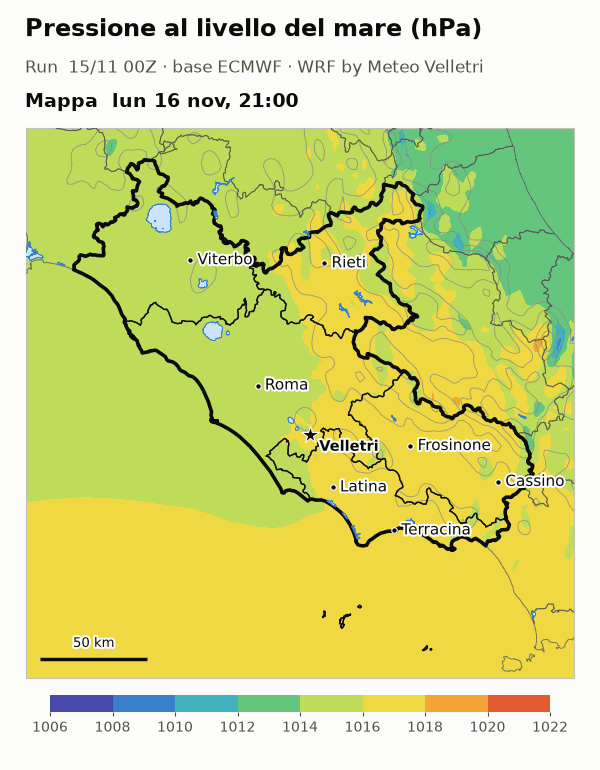 Pressione al livello del mare (hPa)
Run  15/11 00Z · base ECMWF · WRF by Meteo Velletri
Mappa  lun 16 nov, 21:00
Viterbo
Rieti
Roma
Velletri
Frosinone
Cassino
Latina
Terracina
50 km
1006 1008 1010 1012 1014 1016 1018 1020 1022